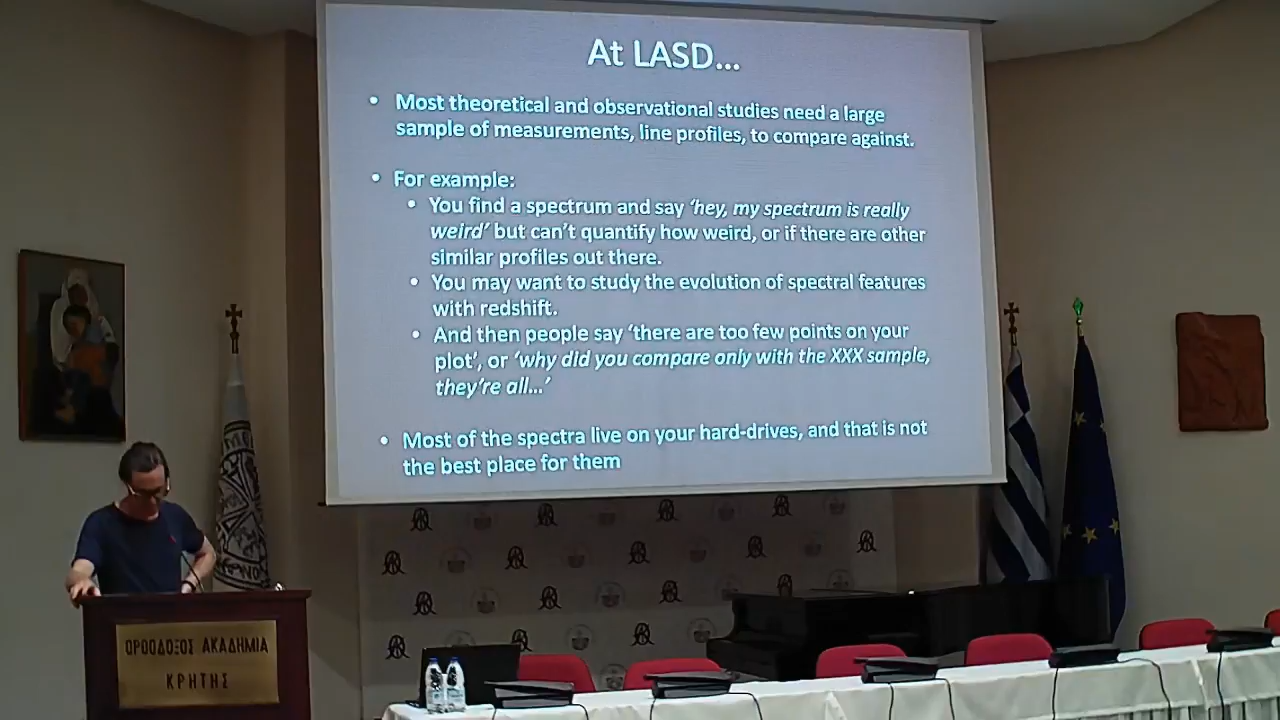 At LASD...
• Most theoretical and observational studies need a large
sample of measurements, line profiles, to compare against.
• For example:
• You find a spectrum and say ‘hey, my spectrum is really
weird’ but can’t quantify how weird, or if there are other
similar profiles out there.
• You may want to study the evolution of spectral features
with redshift.
• And then people say ‘there are too few points on your
plot’, or ‘why did you compare only with the XXX sample,
they’re all...’
• Most of the spectra live on your hard-drives, and that is not
the best place for them
ΟΡΘΟΔΟΞΟΣ ΑΚΑΔΗΜΙΑ
ΚΡΗΤΗΣ